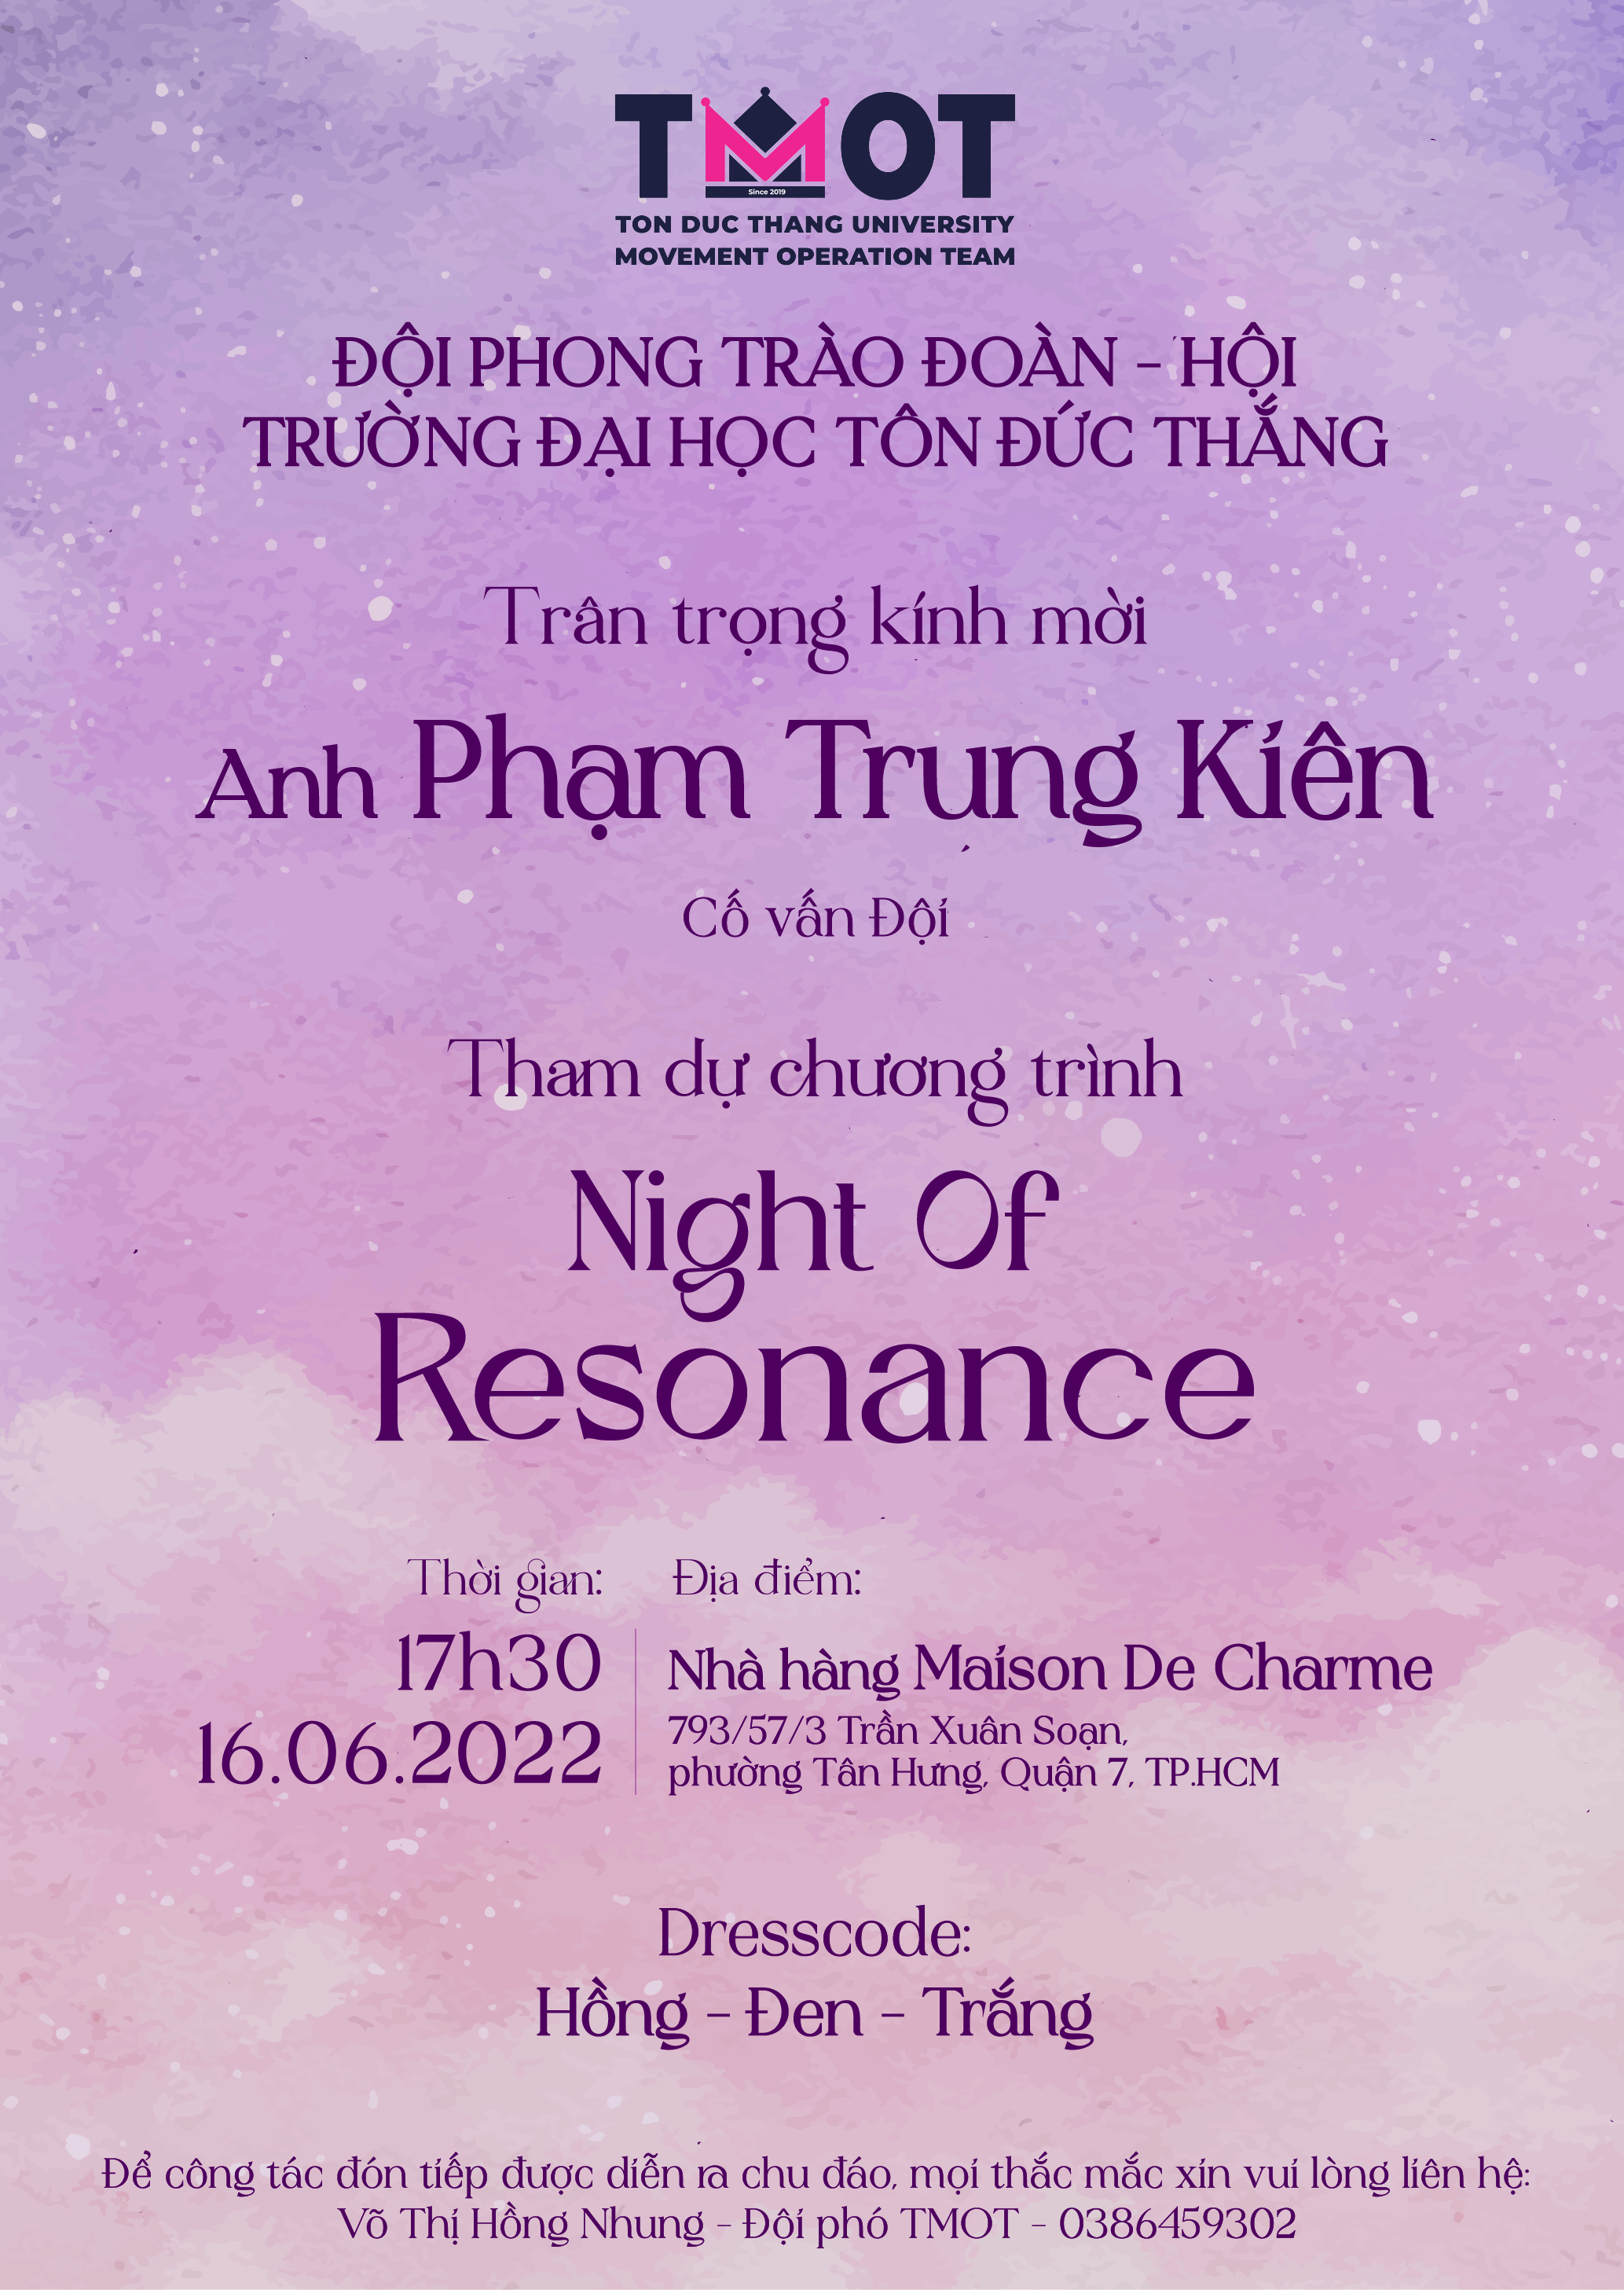 TMOT
Since 2019
TON DUC THANG UNIVERSITY
MOVEMENT OPERATION TEAM
ĐỘI PHONG TRÀO ĐOÀN - HỘI
TRƯỜNG ĐẠI HỌC TÔN ĐỨC THẮNG
Trân trọng kính mời
Anh Phạm Trung Kiên
Cố vấn Đội
Tham dự chương trình
Night Of
Resonance
Thời gian:
17h30
16.06.2022
Địa điểm:
Nhà hàng Maison De Charme
793/57/3 Trần Xuân Soạn,
phường Tân Hưng, Quận 7, TP.HCM
Dresscode:
Hồng - Đen - Trắng
Để công tác đón tiếp được diễn ra chu đáo, mọi thắc mắc xin vui lòng liên hệ:
Võ Thị Hồng Nhung - Đội phó TMOT - 0386459302